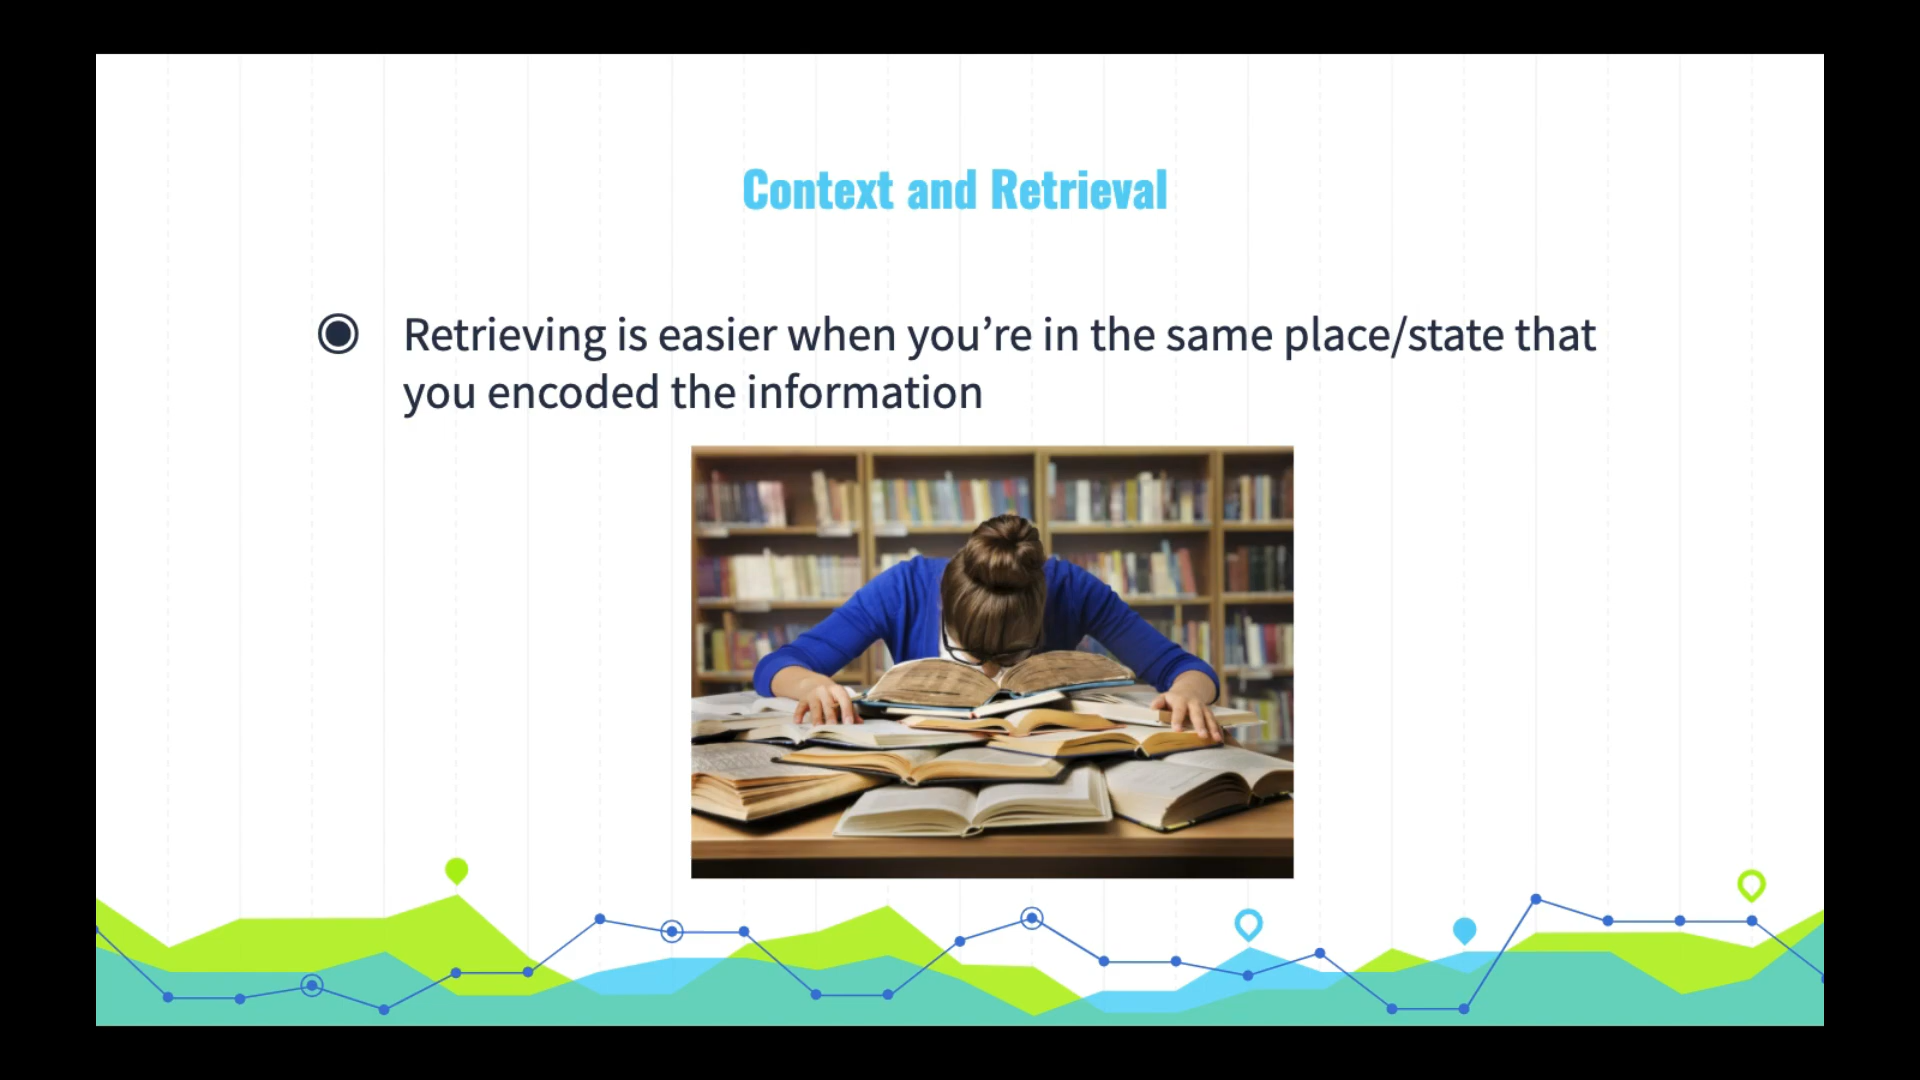 Context and Retrieval
Retrieving is easier when you’re in the same place/state that
you encoded the information